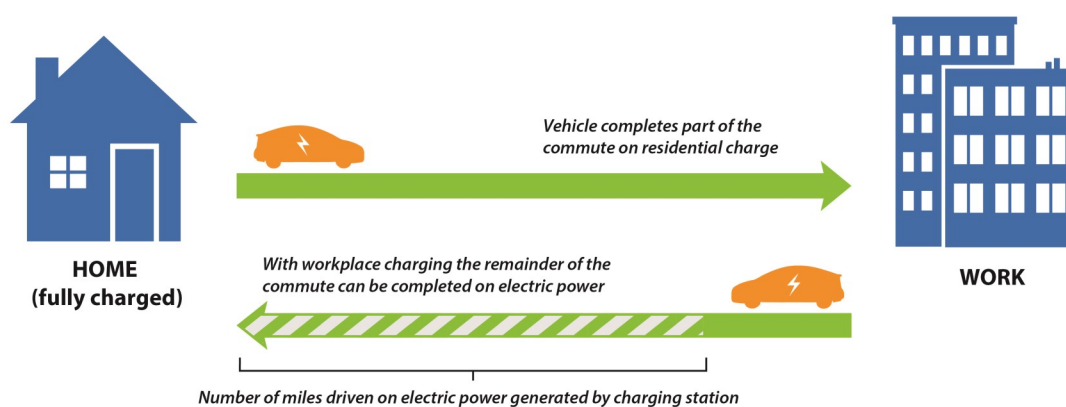 Vehicle completes part of the
commute on residential charge
HOME
(fully charged)
With workplace charging the remainder of the
commute can be completed on electric power
WORK
Number of miles driven on electric power generated by charging station